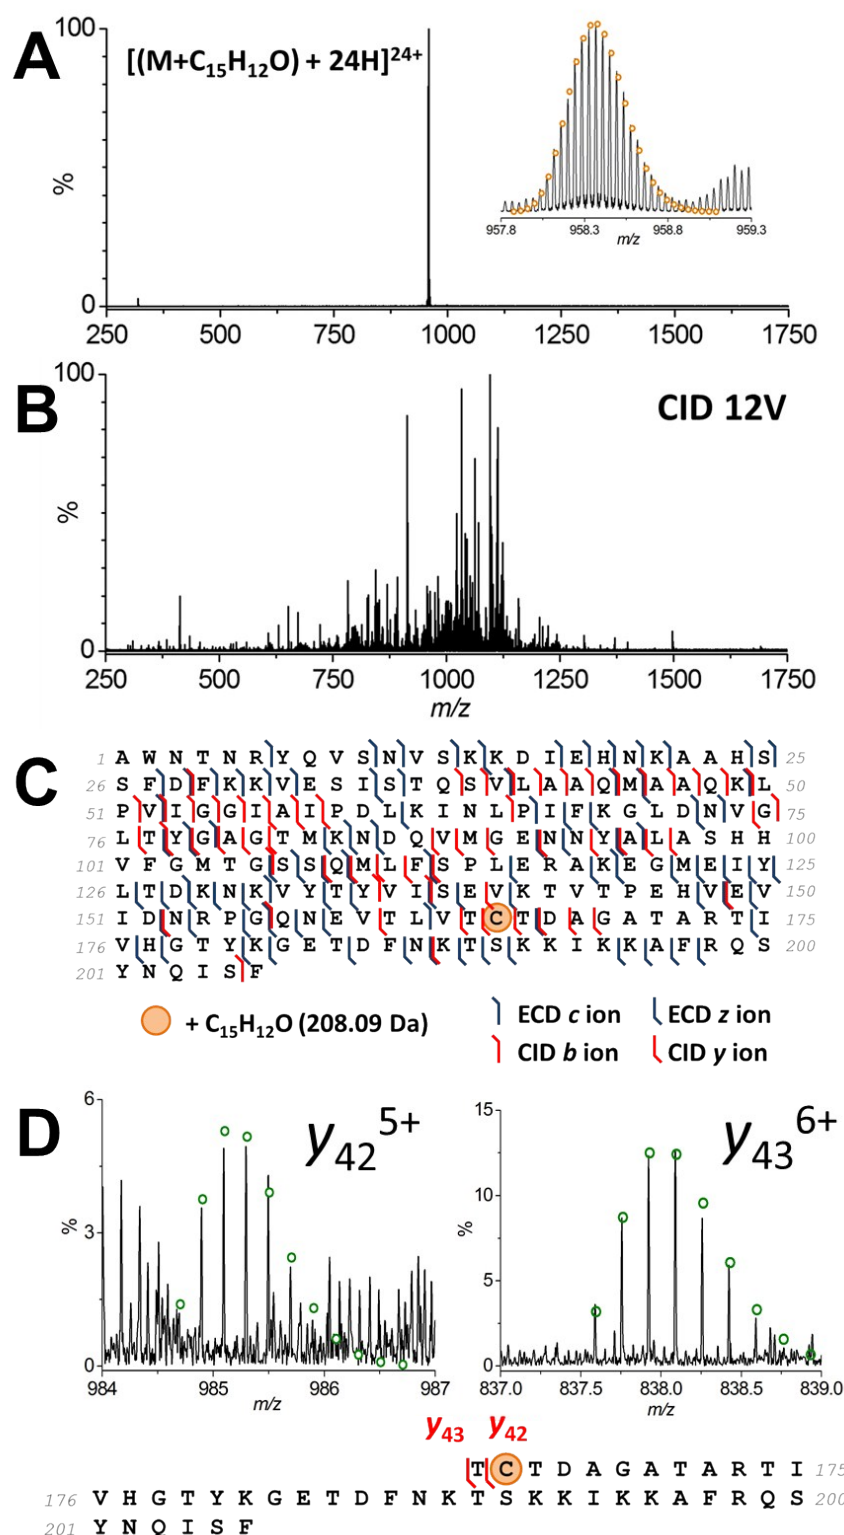 A
[(M+C₁₅H₁₂O) + 24H]²⁴⁺
100
%
0
957.8 958.3 958.8 959.3
m/z
250 500 750 1000 1250 1500 1750
B
CID 12V
100
%
0
250 500 750 1000 1250 1500 1750
m/z
C
1 A W N T N R Y Q V S N V S K K D I E H N K A A H S 25
26 S F D F K K V E S I S T Q S V L A A Q M A A Q K L 50
51 P V I G G I A I P D L K I N L P I F K G L D N V G 75
76 L T Y G A G T M K N D Q V M G E N N Y A L A S H H 100
101 V F G M T G S S Q M L F S P L E R A K E G M E I Y 125
126 L T D K N K V Y T Y V I S E V K T V T P E H V E V 150
151 I D N R P G Q N E V T L V T C T D A G A T A R T I 175
176 V H G T Y K G E T D F N K T S K K I K K A F R Q S 200
201 Y N Q I S F
+ C₁₅H₁₂O (208.09 Da)
ECD c ion
ECD z ion
CID b ion
CID y ion
D
y₄₂⁵⁺
6
3
0
%
984 985 986 987
m/z
y₄₃⁶⁺
15
10
5
0
%
837.0 837.5 838.0 838.5 839.0
m/z
y₄₃ y₄₂
T C T D A G A T A R T I 175
176 V H G T Y K G E T D F N K T S K K I K K A F R Q S 200
201 Y N Q I S F